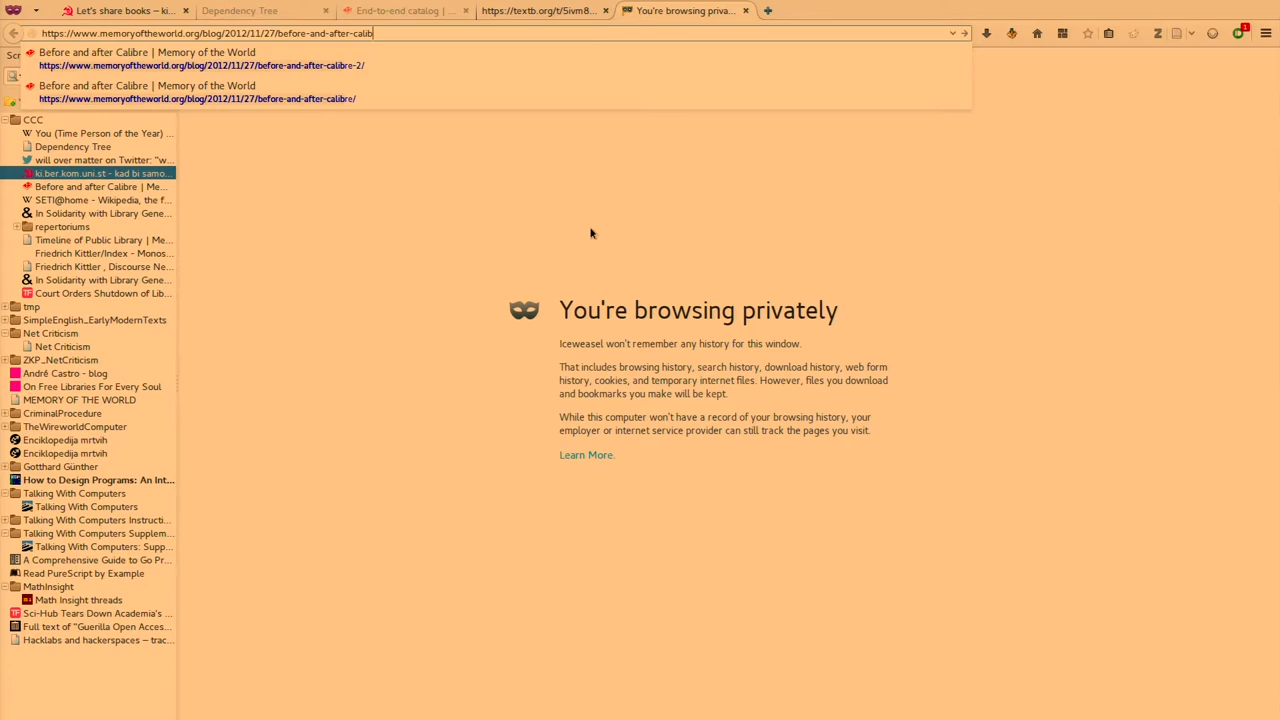 Let's share books – ki...
Dependency Tree
End-to-end catalog | ...
https://textb.org/t/5ivm8...
You're browsing priva...
https://www.memoryoftheworld.org/blog/2012/11/27/before-and-after-calib
1
Before and after Calibre | Memory of the World
https://www.memoryoftheworld.org/blog/2012/11/27/before-and-after-calibre-2/
Before and after Calibre | Memory of the World
https://www.memoryoftheworld.org/blog/2012/11/27/before-and-after-calibre/
CCC
You (Time Person of the Year) ...
Dependency Tree
will over matter on Twitter: "w...
ki.ber.kom.uni.st - kad bi samo...
Before and after Calibre | Me...
SETI@home - Wikipedia, the f...
In Solidarity with Library Gene...
repertoriums
Timeline of Public Library | Me...
Friedrich Kittler/Index - Monos...
Friedrich Kittler , Discourse Ne...
In Solidarity with Library Gene...
Court Orders Shutdown of Lib...
tmp
SimpleEnglish_EarlyModernTexts
Net Criticism
Net Criticism
ZKP_NetCriticism
André Castro - blog
On Free Libraries For Every Soul
MEMORY OF THE WORLD
CriminalProcedure
TheWireworldComputer
Enciklopedija mrtvih
Enciklopedija mrtvih
Gotthard Günther
How to Design Programs: An Int...
Talking With Computers
Talking With Computers
Talking With Computers Instructi...
Talking With Computers Supplem...
Talking With Computers: Supp...
A Comprehensive Guide to Go Pr...
Read PureScript by Example
MathInsight
Math Insight threads
Sci-Hub Tears Down Academia's ...
Full text of "Guerilla Open Acces...
Hacklabs and hackerspaces – trac...
You're browsing privately
Iceweasel won't remember any history for this window.
That includes browsing history, search history, download history, web form
history, cookies, and temporary internet files. However, files you download
and bookmarks you make will be kept.
While this computer won't have a record of your browsing history, your
employer or internet service provider can still track the pages you visit.
Learn More.